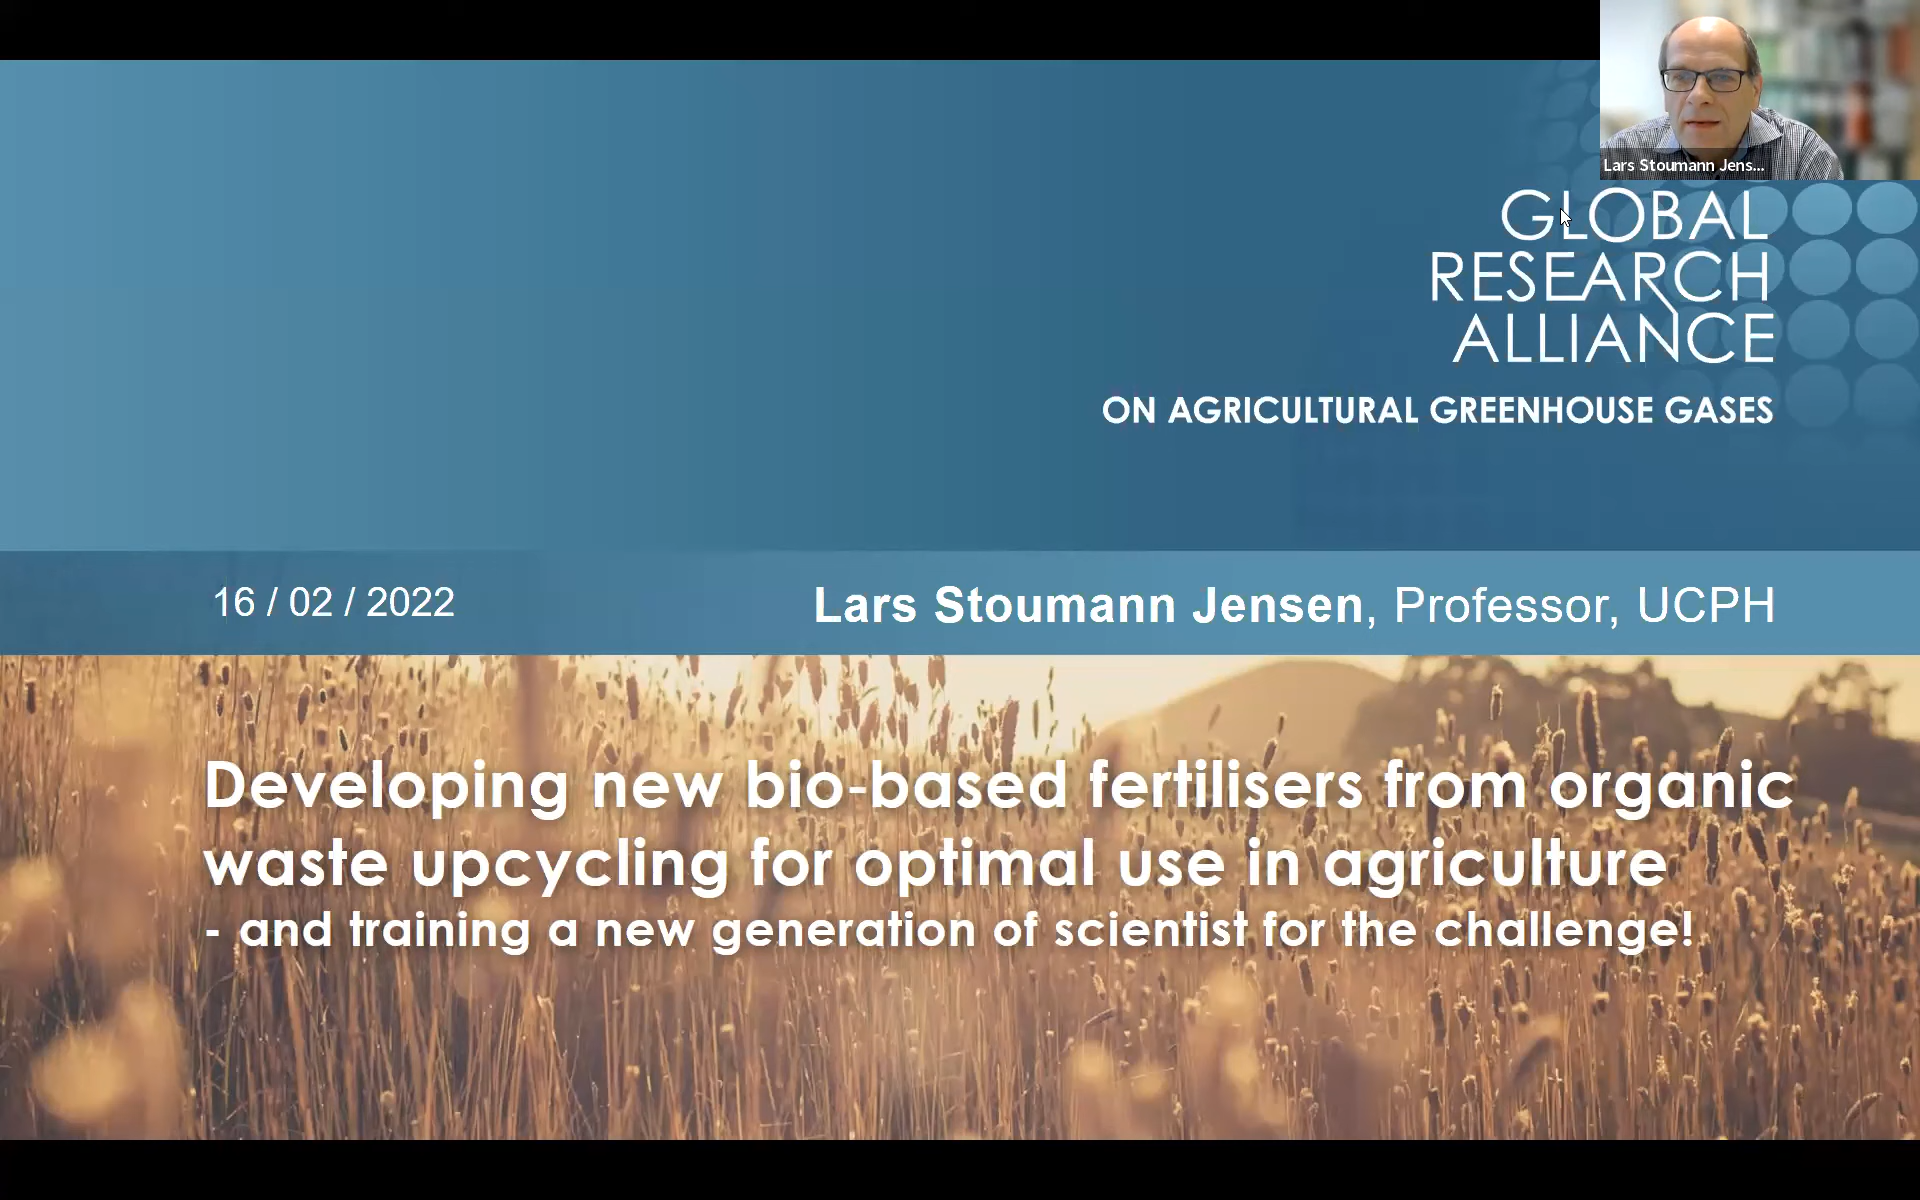 Lars Stoumann Jens...
GLOBAL
RESEARCH
ALLIANCE
ON AGRICULTURAL GREENHOUSE GASES
16 / 02 / 2022
Lars Stoumann Jensen, Professor, UCPH
Developing new bio-based fertilisers from organic
waste upcycling for optimal use in agriculture
- and training a new generation of scientist for the challenge!